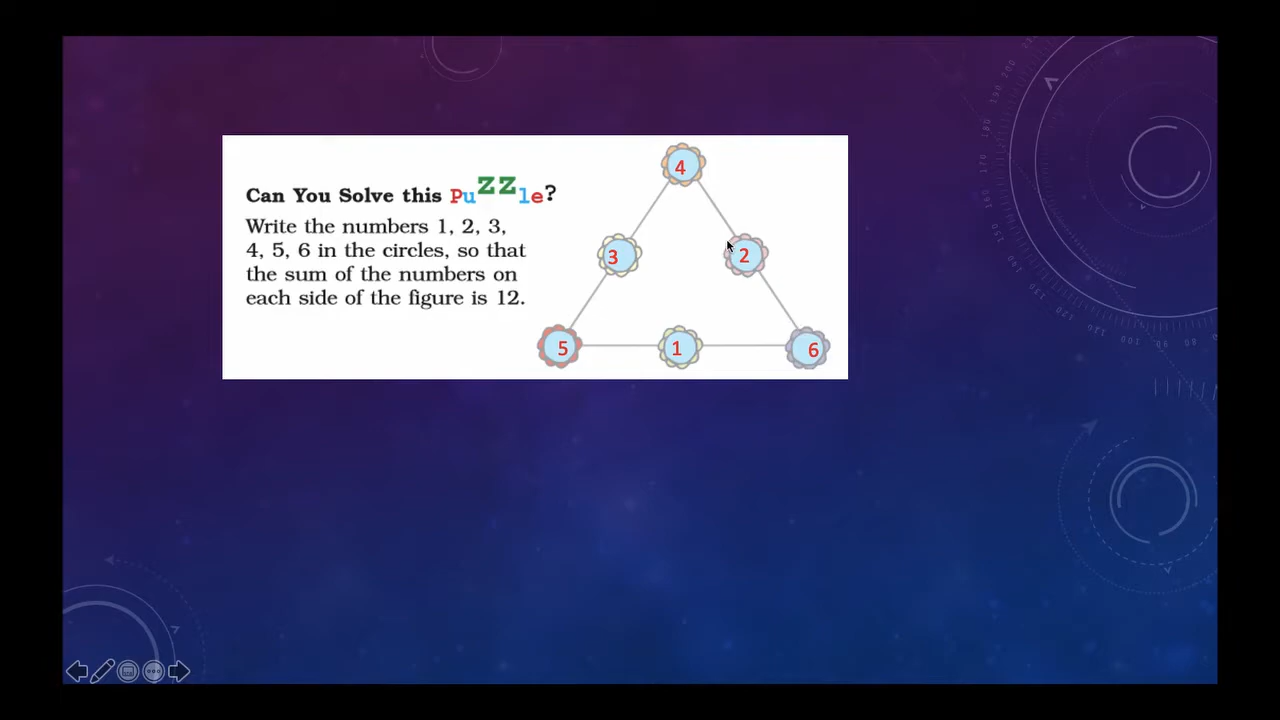 Can You Solve this PuZZle?
Write the numbers 1, 2, 3,
4, 5, 6 in the circles, so that
the sum of the numbers on
each side of the figure is 12.
4
3 2
5 1 6